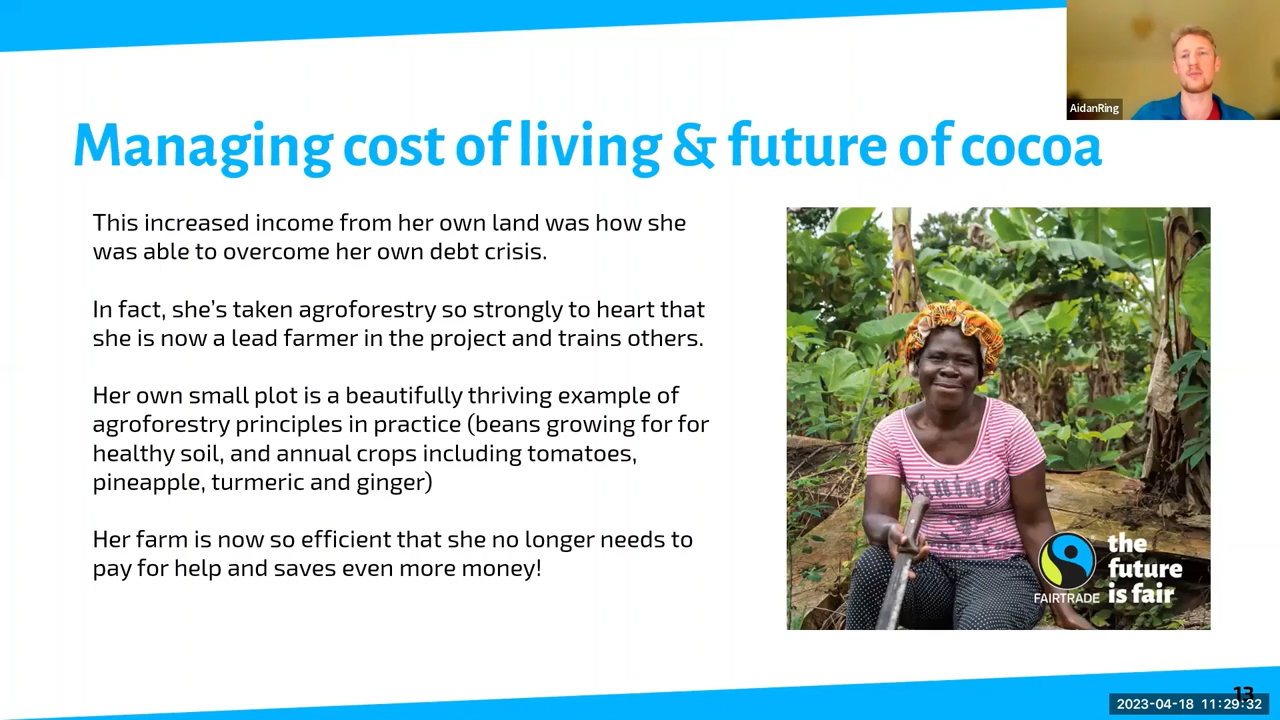 AidanRing
Managing cost of living & future of cocoa
This increased income from her own land was how she
was able to overcome her own debt crisis.
In fact, she's taken agroforestry so strongly to heart that
she is now a lead farmer in the project and trains others.
Her own small plot is a beautifully thriving example of
agroforestry principles in practice (beans growing for for
healthy soil, and annual crops including tomatoes,
pineapple, turmeric and ginger)
Her farm is now so efficient that she no longer needs to
pay for help and saves even more money!
FAIRTRADE
the
future
is fair
13
2023-04-18 11:29:32